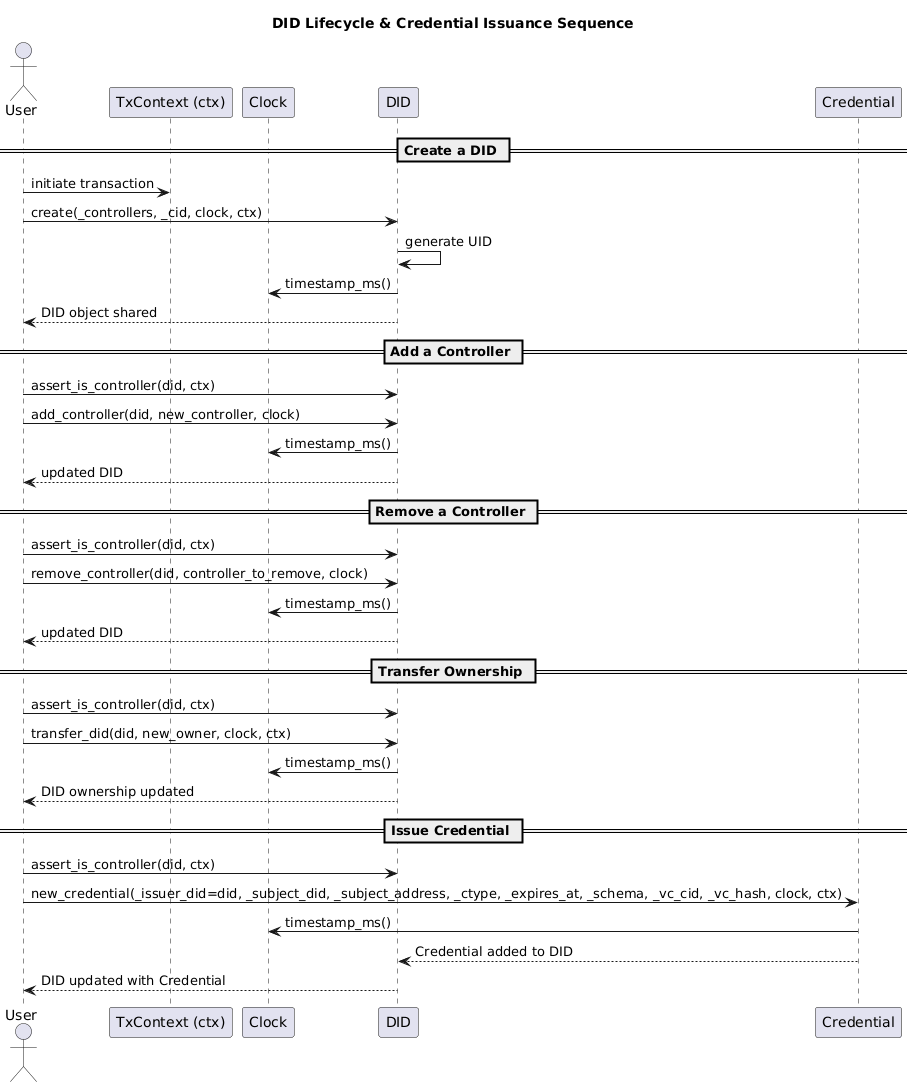 DID Lifecycle & Credential Issuance Sequence
User
TxContext (ctx)
Clock
DID
Credential
Create a DID
initiate transaction
create(_controllers, _cid, clock, ctx)
generate UID
timestamp_ms()
DID object shared
Add a Controller
assert_is_controller(did, ctx)
add_controller(did, new_controller, clock)
timestamp_ms()
updated DID
Remove a Controller
assert_is_controller(did, ctx)
remove_controller(did, controller_to_remove, clock)
timestamp_ms()
updated DID
Transfer Ownership
assert_is_controller(did, ctx)
transfer_did(did, new_owner, clock, ctx)
timestamp_ms()
DID ownership updated
Issue Credential
assert_is_controller(did, ctx)
new_credential(_issuer_did=did, _subject_did, _subject_address, _ctype, _expires_at, _schema, _vc_cid, _vc_hash, clock, ctx)
timestamp_ms()
Credential added to DID
DID updated with Credential
User
TxContext (ctx)
Clock
DID
Credential